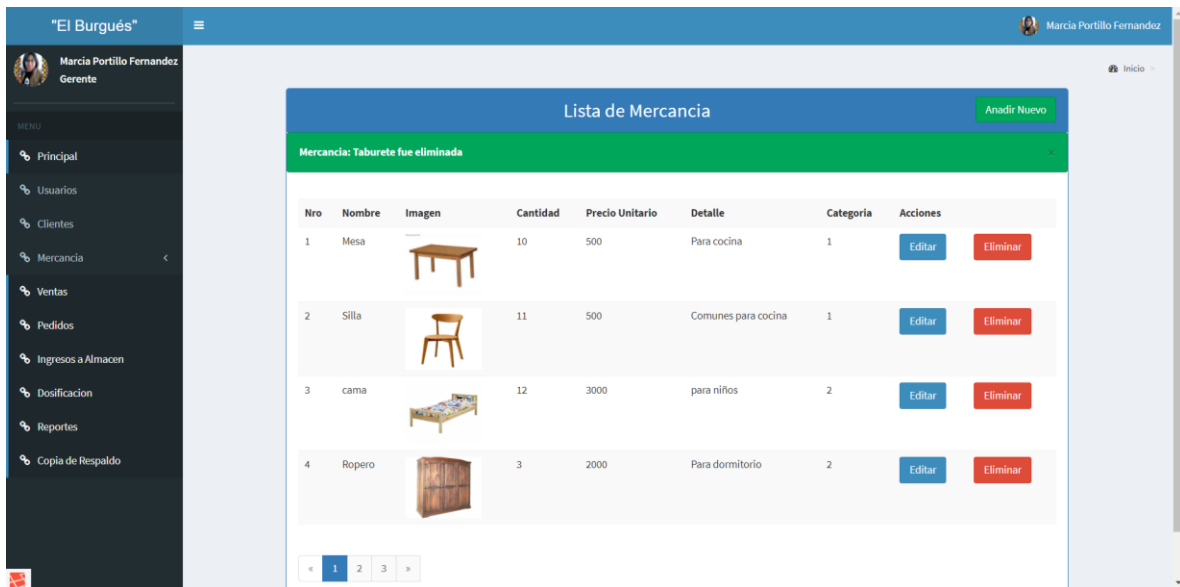 "El Burgués"
Marcia Portillo Fernandez
Marcia Portillo Fernandez
Gerente
Inicio >
MENU
Principal
Usuarios
Clientes
Mercancia <
Ventas
Pedidos
Ingresos a Almacen
Dosificacion
Reportes
Copia de Respaldo
Lista de Mercancia
Anadir Nuevo
Mercancia: Taburete fue eliminada ×
Nro Nombre Imagen Cantidad Precio Unitario Detalle Categoria Acciones
1 Mesa 10 500 Para cocina 1 Editar Eliminar
2 Silla 11 500 Comunes para cocina 1 Editar Eliminar
3 cama 12 3000 para niños 2 Editar Eliminar
4 Ropero 3 2000 Para dormitorio 2 Editar Eliminar
« 1 2 3 »